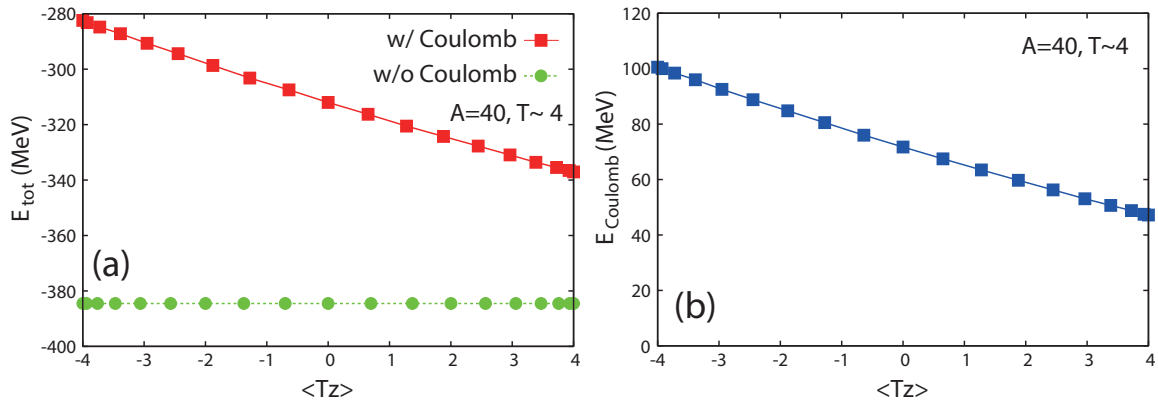 -280
-300
-320
-340
-360
-380
-400
E_tot (MeV)
w/ Coulomb
w/o Coulomb
A=40, T~ 4
(a)
-4 -3 -2 -1 0 1 2 3 4
<Tz>
120
100
80
60
40
20
0
E_Coulomb (MeV)
A=40, T~4
(b)
-4 -3 -2 -1 0 1 2 3 4
<Tz>